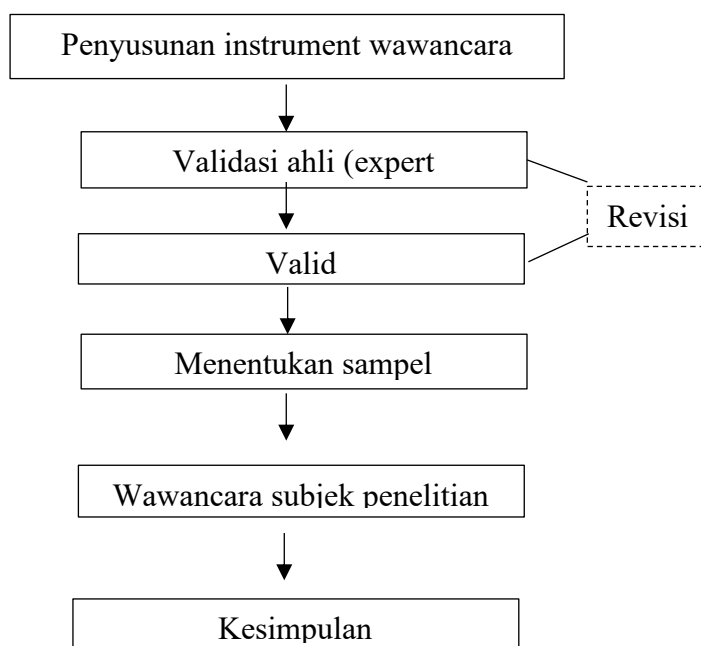 Penyusunan instrument wawancara
Validasi ahli (expert
Revisi
Valid
Menentukan sampel
Wawancara subjek penelitian
Kesimpulan